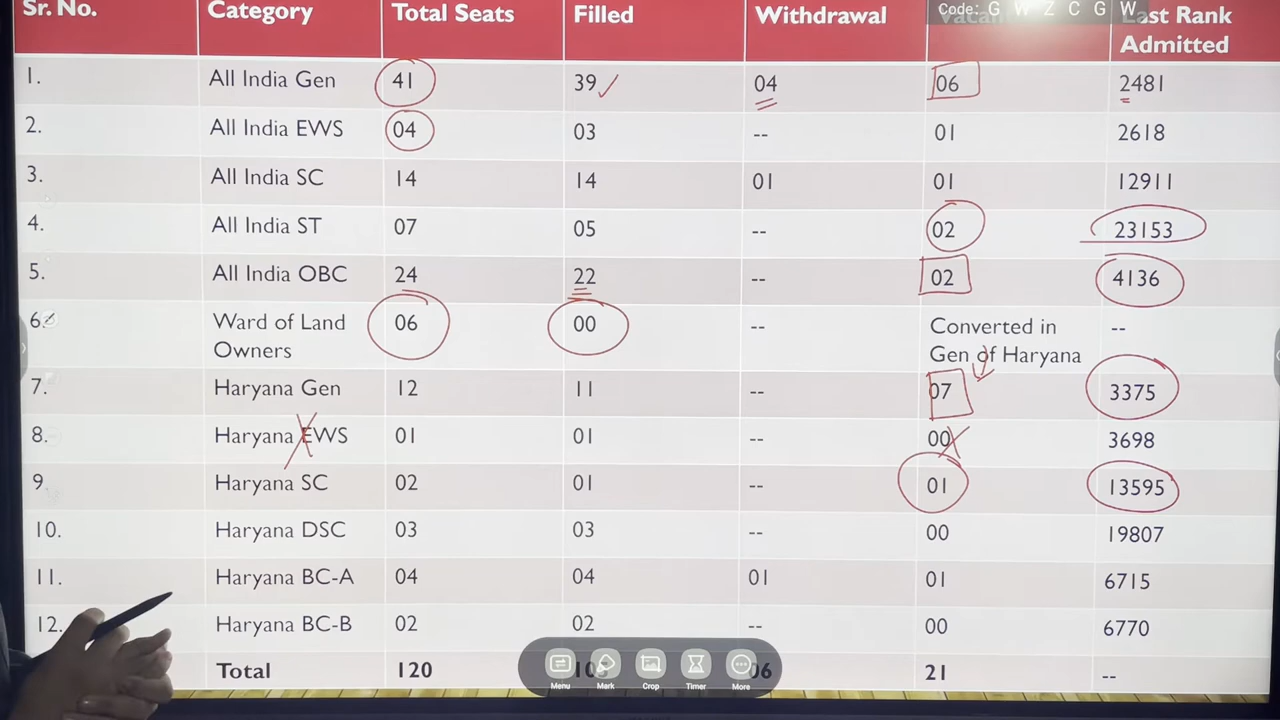 Code: G W Z C G W
Sr. No. Category Total Seats Filled Withdrawal Last Rank
Admitted
1. All India Gen 41 39 04 06 2481
2. All India EWS 04 03 -- 01 2618
3. All India SC 14 14 01 01 12911
4. All India ST 07 05 -- 02 23153
5. All India OBC 24 22 -- 02 4136
6. Ward of Land 06 00 -- Converted in --
Owners Gen of Haryana
7. Haryana Gen 12 11 -- 07 3375
8. Haryana EWS 01 01 -- 00 3698
9. Haryana SC 02 01 -- 01 13595
10. Haryana DSC 03 03 -- 00 19807
11. Haryana BC-A 04 04 01 01 6715
12. Haryana BC-B 02 02 -- 00 6770
Total 120 06 21 --
Menu Mark Crop Timer More